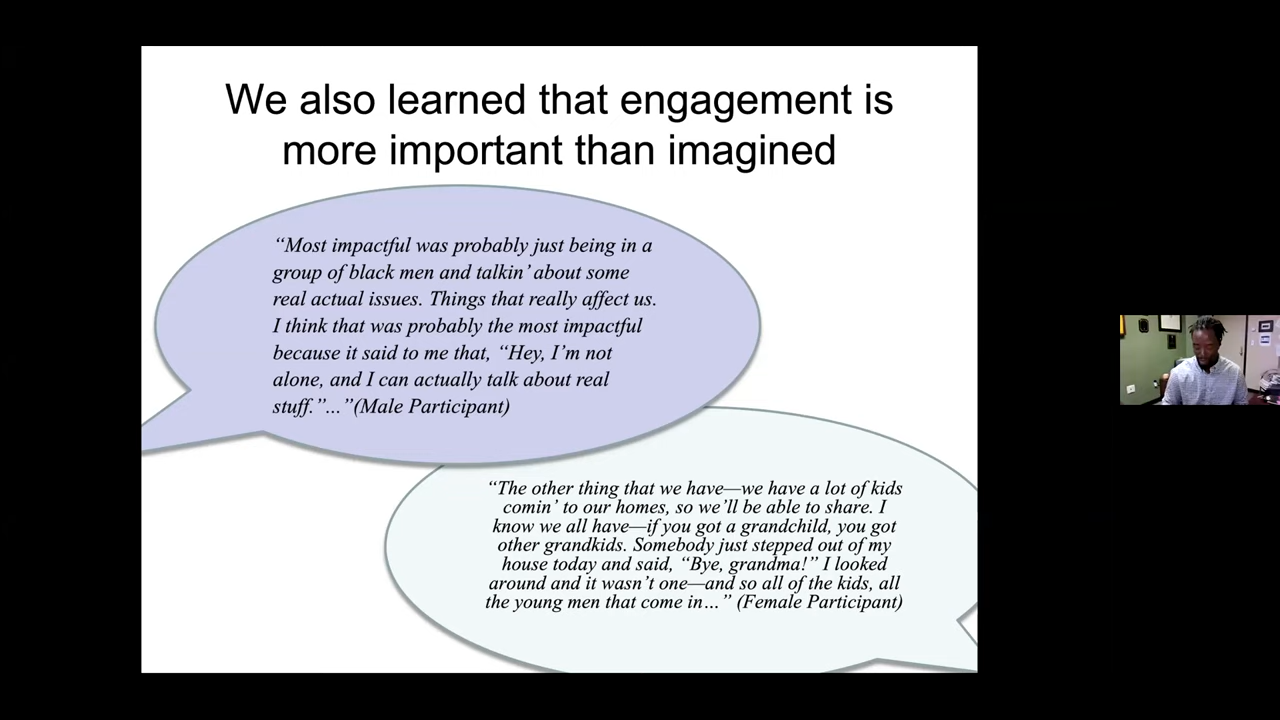 We also learned that engagement is
more important than imagined
“Most impactful was probably just being in a
group of black men and talkin’ about some
real actual issues. Things that really affect us.
I think that was probably the most impactful
because it said to me that, “Hey, I’m not
alone, and I can actually talk about real
stuff.”...”(Male Participant)
“The other thing that we have—we have a lot of kids
comin’ to our homes, so we’ll be able to share. I
know we all have—if you got a grandchild, you got
other grandkids. Somebody just stepped out of my
house today and said, “Bye, grandma!” I looked
around and it wasn’t one—and so all of the kids, all
the young men that come in…” (Female Participant)